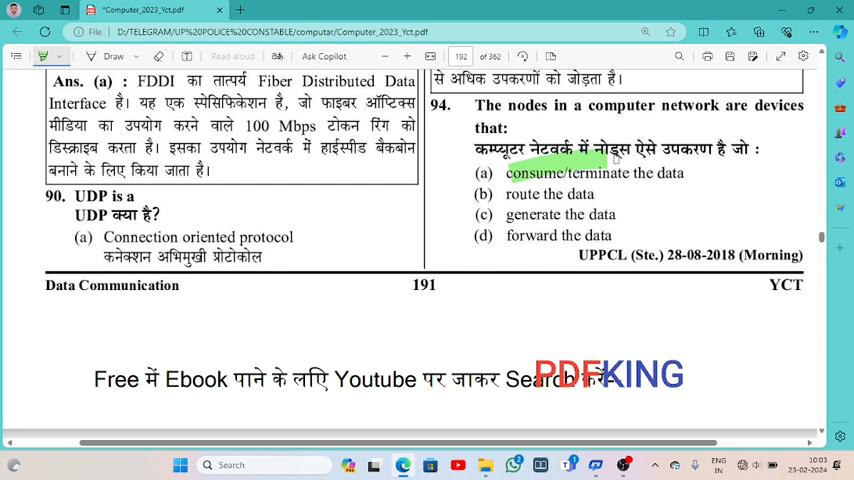 *Computer_2023_Yct.pdf
File
D:/TELEGRAM/UP%20POLICE%20CONSTABLE/computar/Computer_2023_Yct.pdf
Draw
Ask Copilot
192
of 362
Ans. (a) : FDDI का तात्पर्य Fiber Distributed Data
Interface है। यह एक स्पेसिफिकेशन है, जो फाइबर ऑप्टिक्स
मीडिया का उपयोग करने वाले 100 Mbps टोकन रिंग को
डिस्क्राइब करता है। इसका उपयोग नेटवर्क में हाईस्पीड बैकबोन
बनाने के लिए किया जाता है।
90. UDP is a
UDP क्या है?
(a) Connection oriented protocol
कनेक्शन अभिमुखी प्रोटोकॉल
से अधिक उपकरणों को जोड़ता है।
94. The nodes in a computer network are devices
that:
कम्प्यूटर नेटवर्क में नोड्स ऐसे उपकरण है जो :
(a) consume/terminate the data
(b) route the data
(c) generate the data
(d) forward the data
UPPCL (Ste.) 28-08-2018 (Morning)
Data Communication
191
YCT
Free में Ebook पाने के लिए Youtube पर जाकर Search करें-
PDFKING
Read aloud
Search
2
1
ENG
IN
10:03
23-02-2024